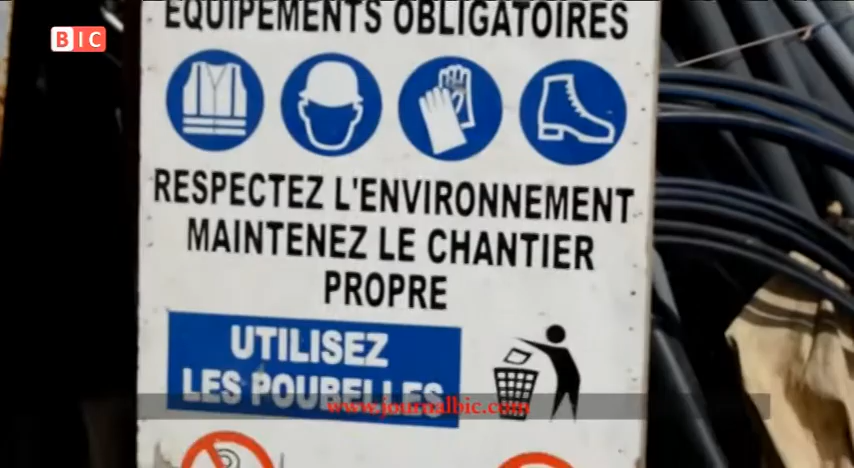 EQUIPEMENTS OBLIGATOIRES
BIC
RESPECTEZ L'ENVIRONNEMENT
MAINTENEZ LE CHANTIER
PROPRE
UTILISEZ
LES POUBELLES
www.journalbic.com